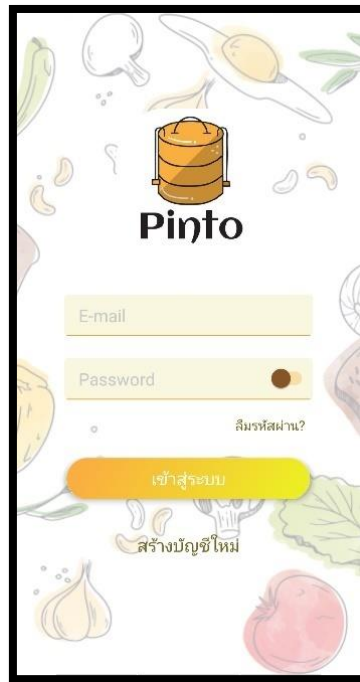 Pinto
E-mail
Password
ลืมรหัสผ่าน?
เข้าสู่ระบบ
สร้างบัญชีใหม่